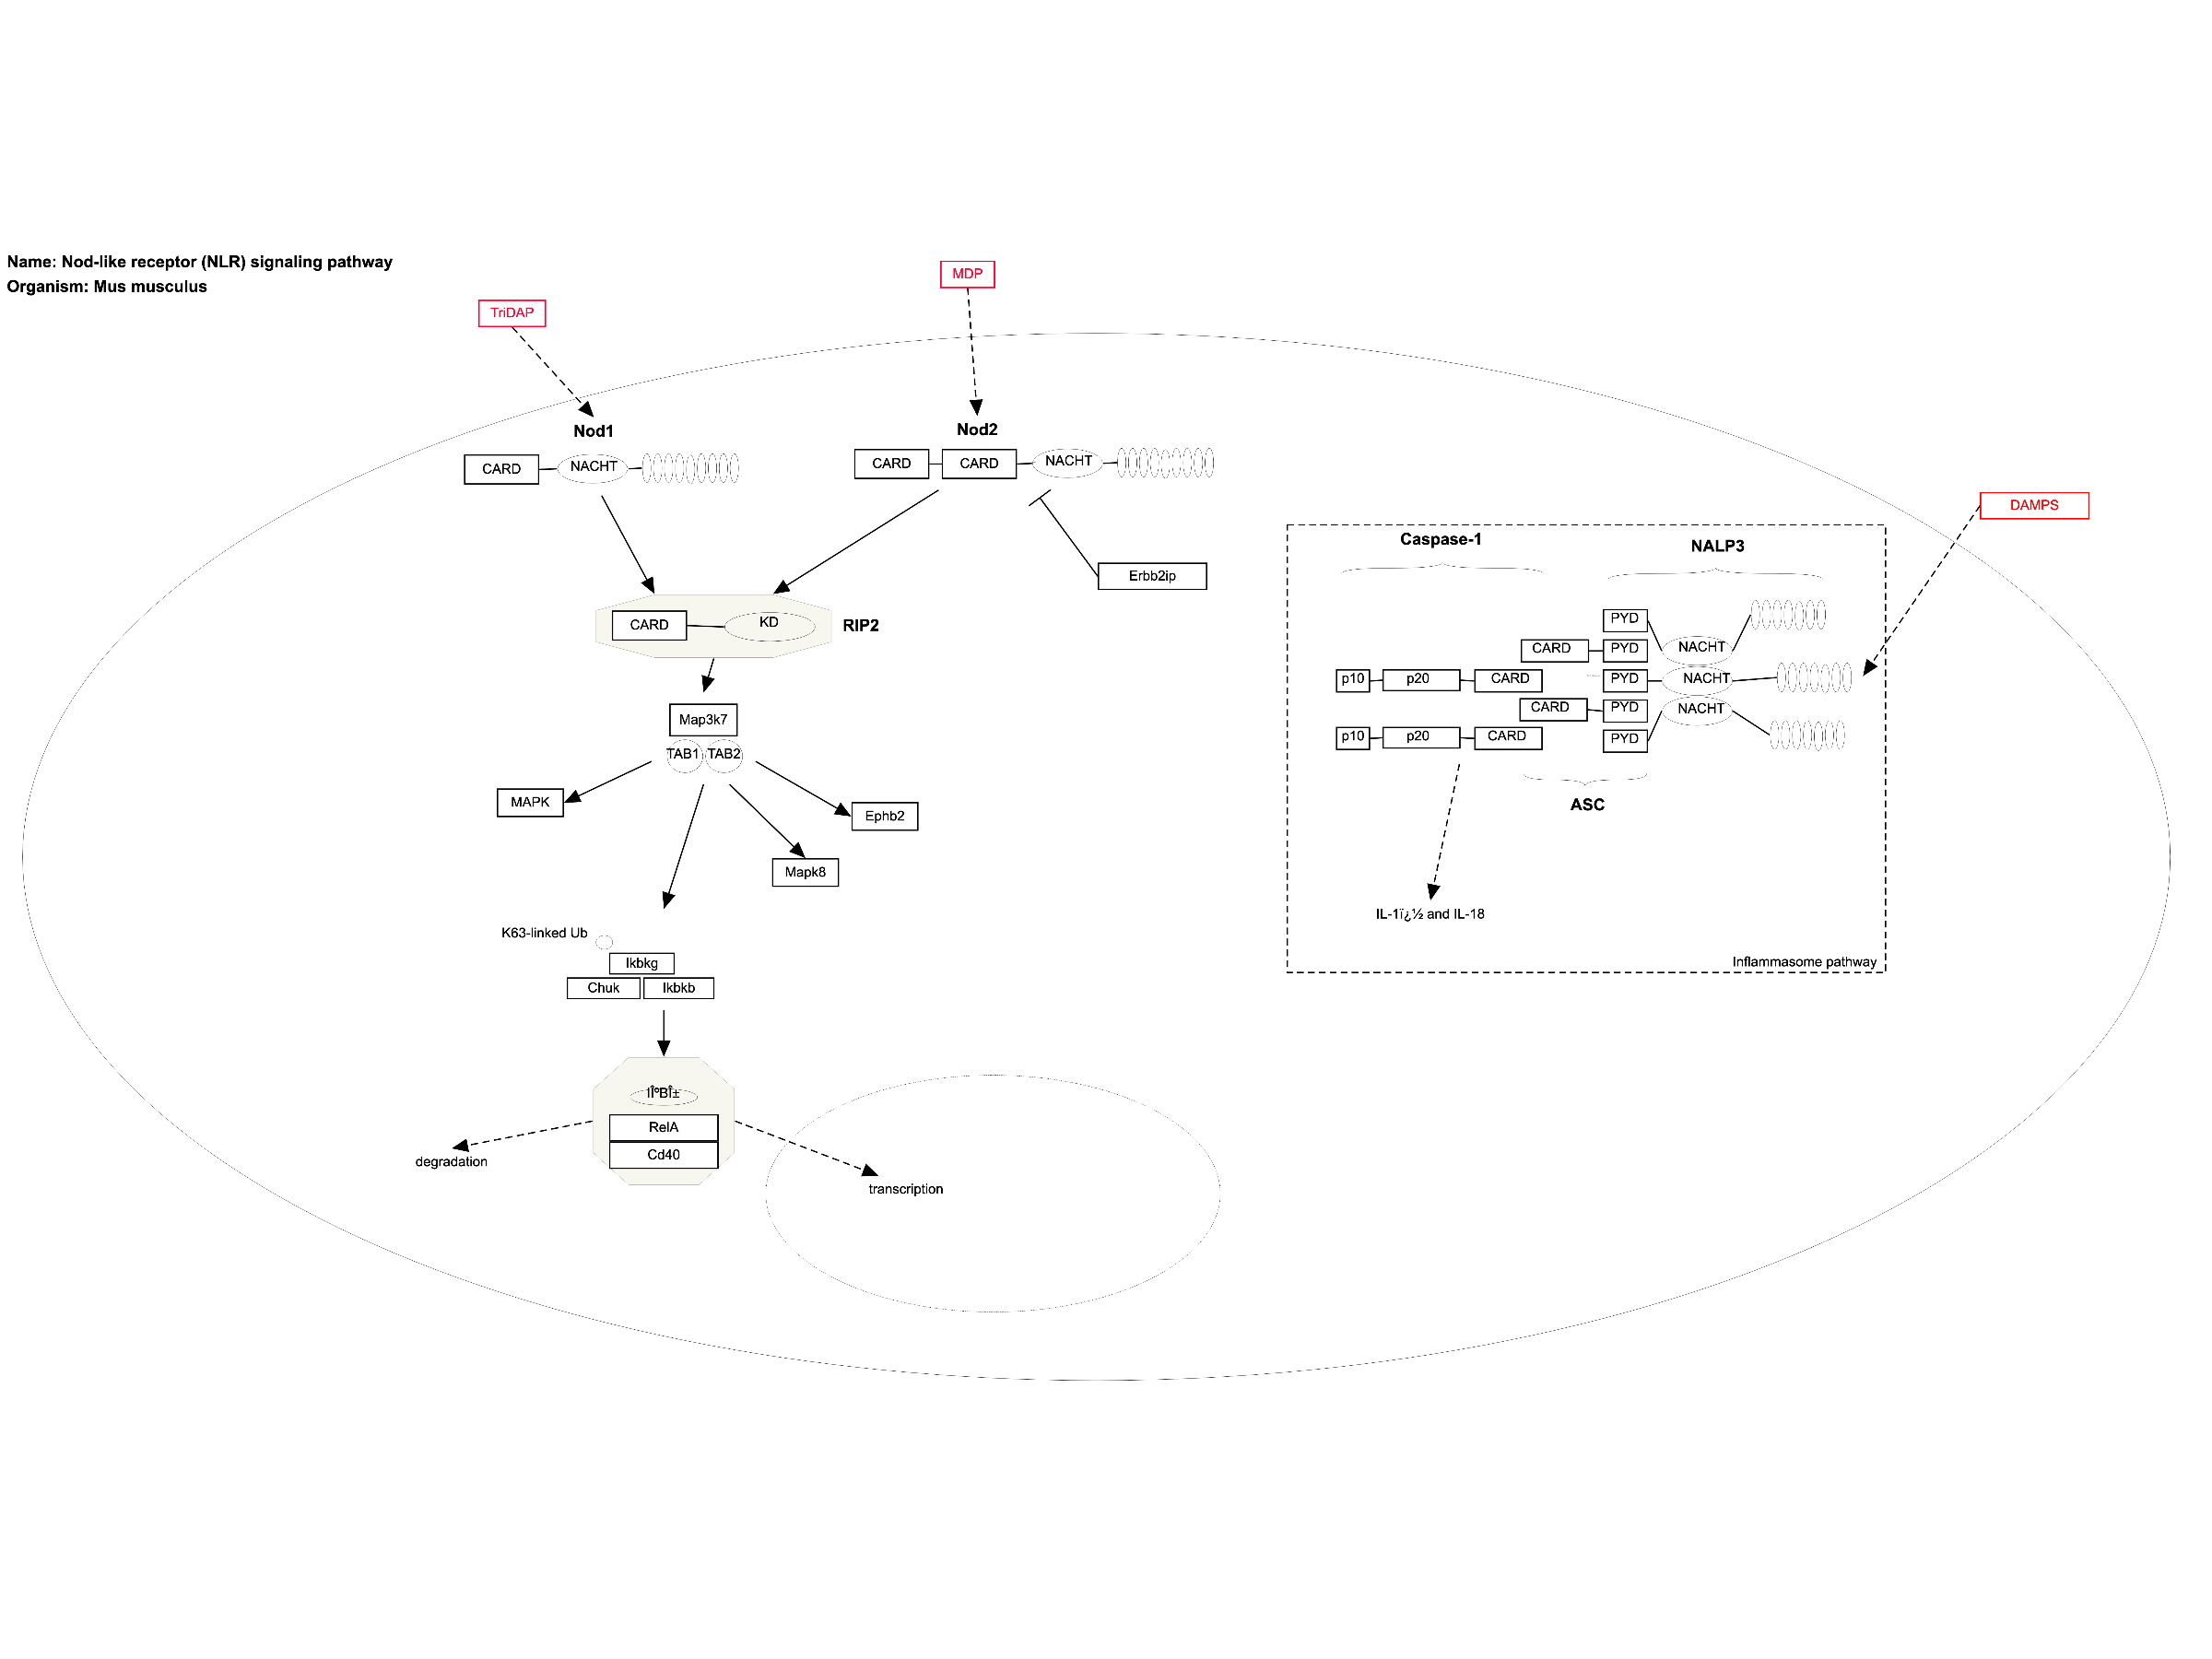 Name: Nod-like receptor (NLR) signaling pathway
Organism: Mus musculus
MDP
TriDAP
Nod1
Nod2
CARD NACHT
CARD CARD NACHT
DAMPS
Erbb2ip
CARD KD RIP2
Map3k7
TAB1 TAB2
MAPK
Ephb2
Mapk8
K63-linked Ub
Ikbkg
Chuk Ikbkb
IÎºBÎ±
RelA
Cd40
degradation
transcription
Caspase-1
NALP3
PYD
CARD PYD NACHT
p10 p20 CARD PYD NACHT
CARD PYD NACHT
p10 p20 CARD PYD
ASC
IL-1ï¿½ and IL-18
Inflammasome pathway